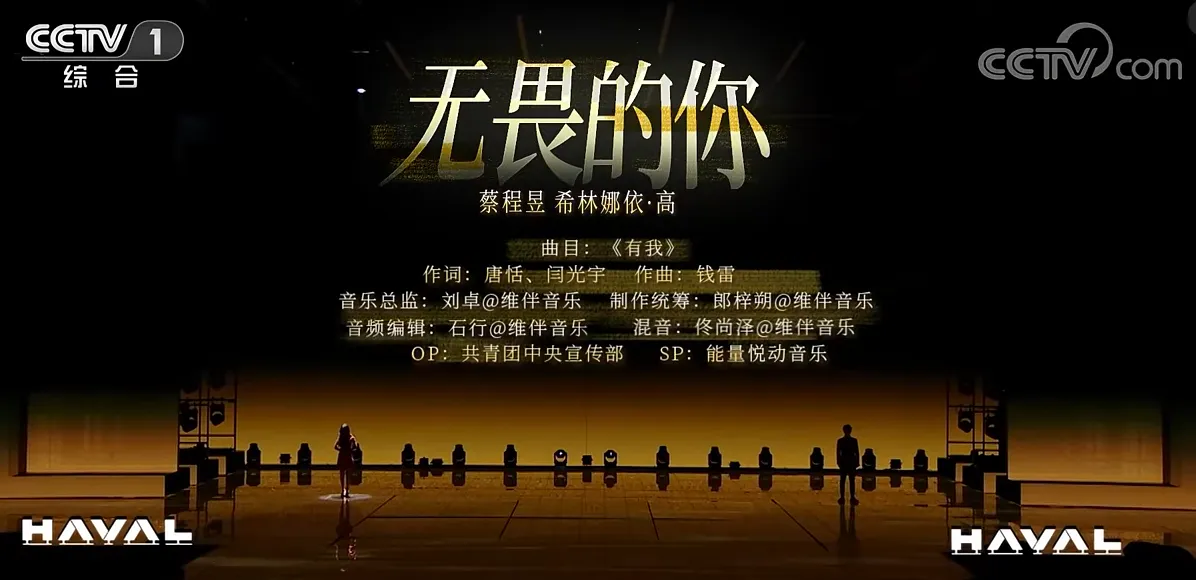 CCTV 1
综合
CCTV.com
无畏的你
蔡程昱 希林娜依·高
曲目：《有我》
作词：唐恬、闫光宇 作曲：钱雷
音乐总监：刘卓@维伴音乐 制作统筹：郎梓朔@维伴音乐
音频编辑：石行@维伴音乐 混音：佟尚泽@维伴音乐
OP：共青团中央宣传部 SP：能量悦动音乐
HAVAL
HAVAL